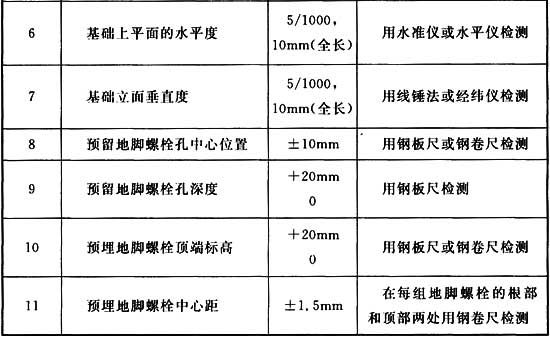 6 基础上平面的水平度 5/1000, 10mm(全长) 用水准仪或水平仪检测
7 基础立面垂直度 5/1000, 10mm(全长) 用线锤法或经纬仪检测
8 预留地脚螺栓孔中心位置 ±10mm 用钢板尺或钢卷尺检测
9 预留地脚螺栓孔深度 +20mm 0 用钢板尺检测
10 预埋地脚螺栓顶端标高 +20mm 0 用钢板尺或钢卷尺检测
11 预埋地脚螺栓中心距 ±1.5mm 在每组地脚螺栓的根部和顶部两处用钢卷尺检测